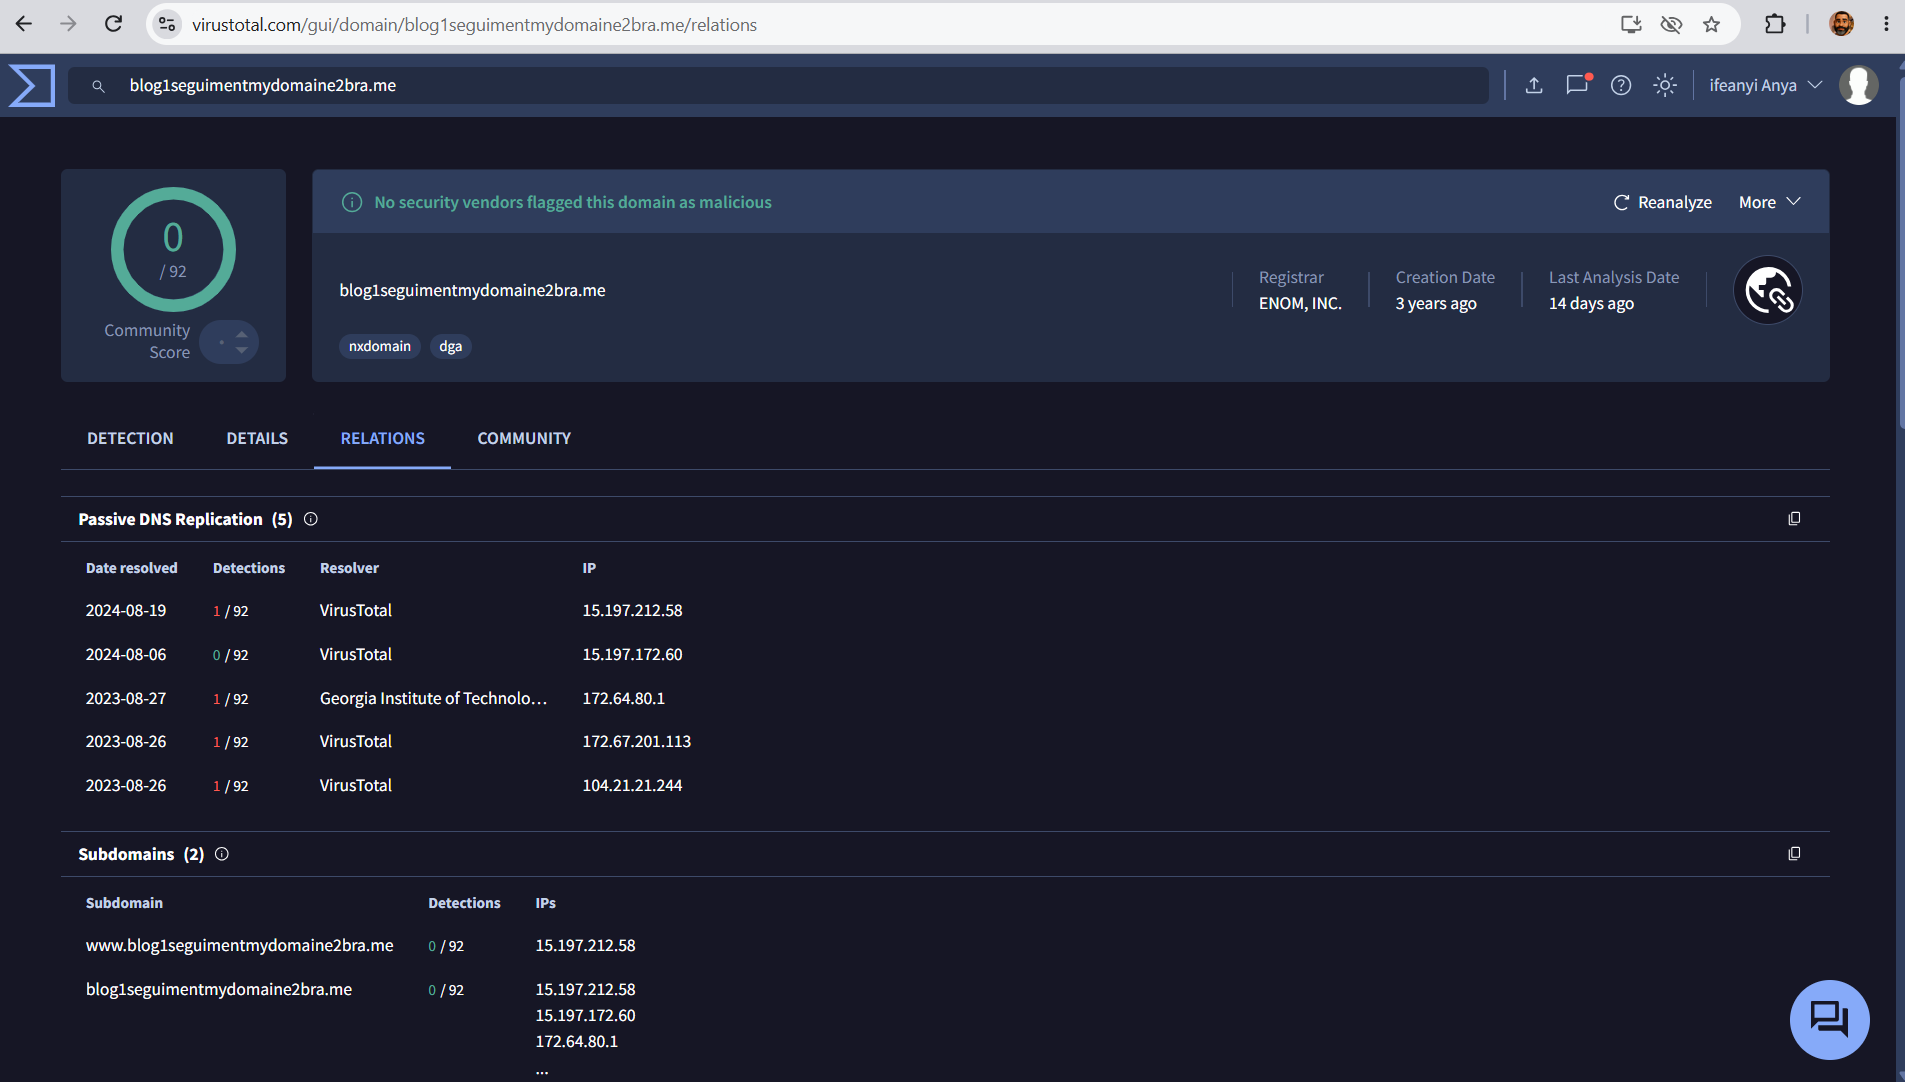 virustotal.com/gui/domain/blog1seguimentmydomaine2bra.me/relations
blog1seguimentmydomaine2bra.me
ifeanyi Anya
0
/ 92
Community
Score
No security vendors flagged this domain as malicious
Reanalyze
More
blog1seguimentmydomaine2bra.me
nxdomain
dga
Registrar
ENOM, INC.
Creation Date
3 years ago
Last Analysis Date
14 days ago
DETECTION
DETAILS
RELATIONS
COMMUNITY
Passive DNS Replication (5)
Date resolved Detections Resolver IP
2024-08-19 1 / 92 VirusTotal 15.197.212.58
2024-08-06 0 / 92 VirusTotal 15.197.172.60
2023-08-27 1 / 92 Georgia Institute of Technolo... 172.64.80.1
2023-08-26 1 / 92 VirusTotal 172.67.201.113
2023-08-26 1 / 92 VirusTotal 104.21.21.244
Subdomains (2)
Subdomain Detections IPs
www.blog1seguimentmydomaine2bra.me 0 / 92 15.197.212.58
blog1seguimentmydomaine2bra.me 0 / 92 15.197.212.58
15.197.172.60
172.64.80.1
...